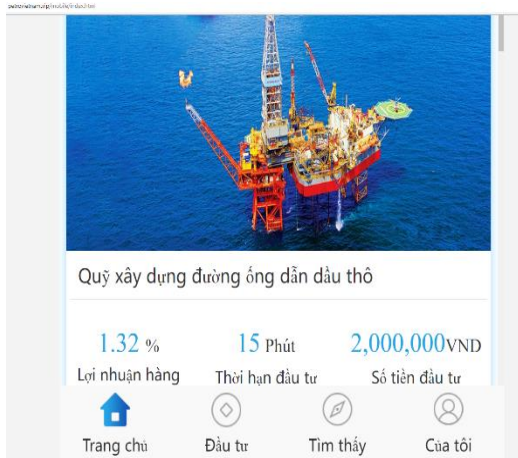 Quỹ xây dựng đường ống dẫn dầu thô
1.32 % 15 Phút 2,000,000VND
Lợi nhuận hàng Thời hạn đầu tư Số tiền đầu tư
Trang chủ Đầu tư Tìm thấy Của tôi